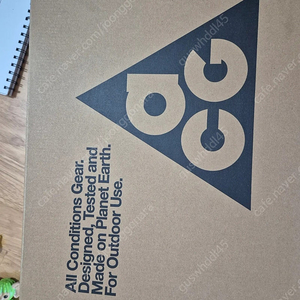 acg
All Conditions Gear.
Designed, Tested and
Made on Planet Earth.
For Outdoor Use.